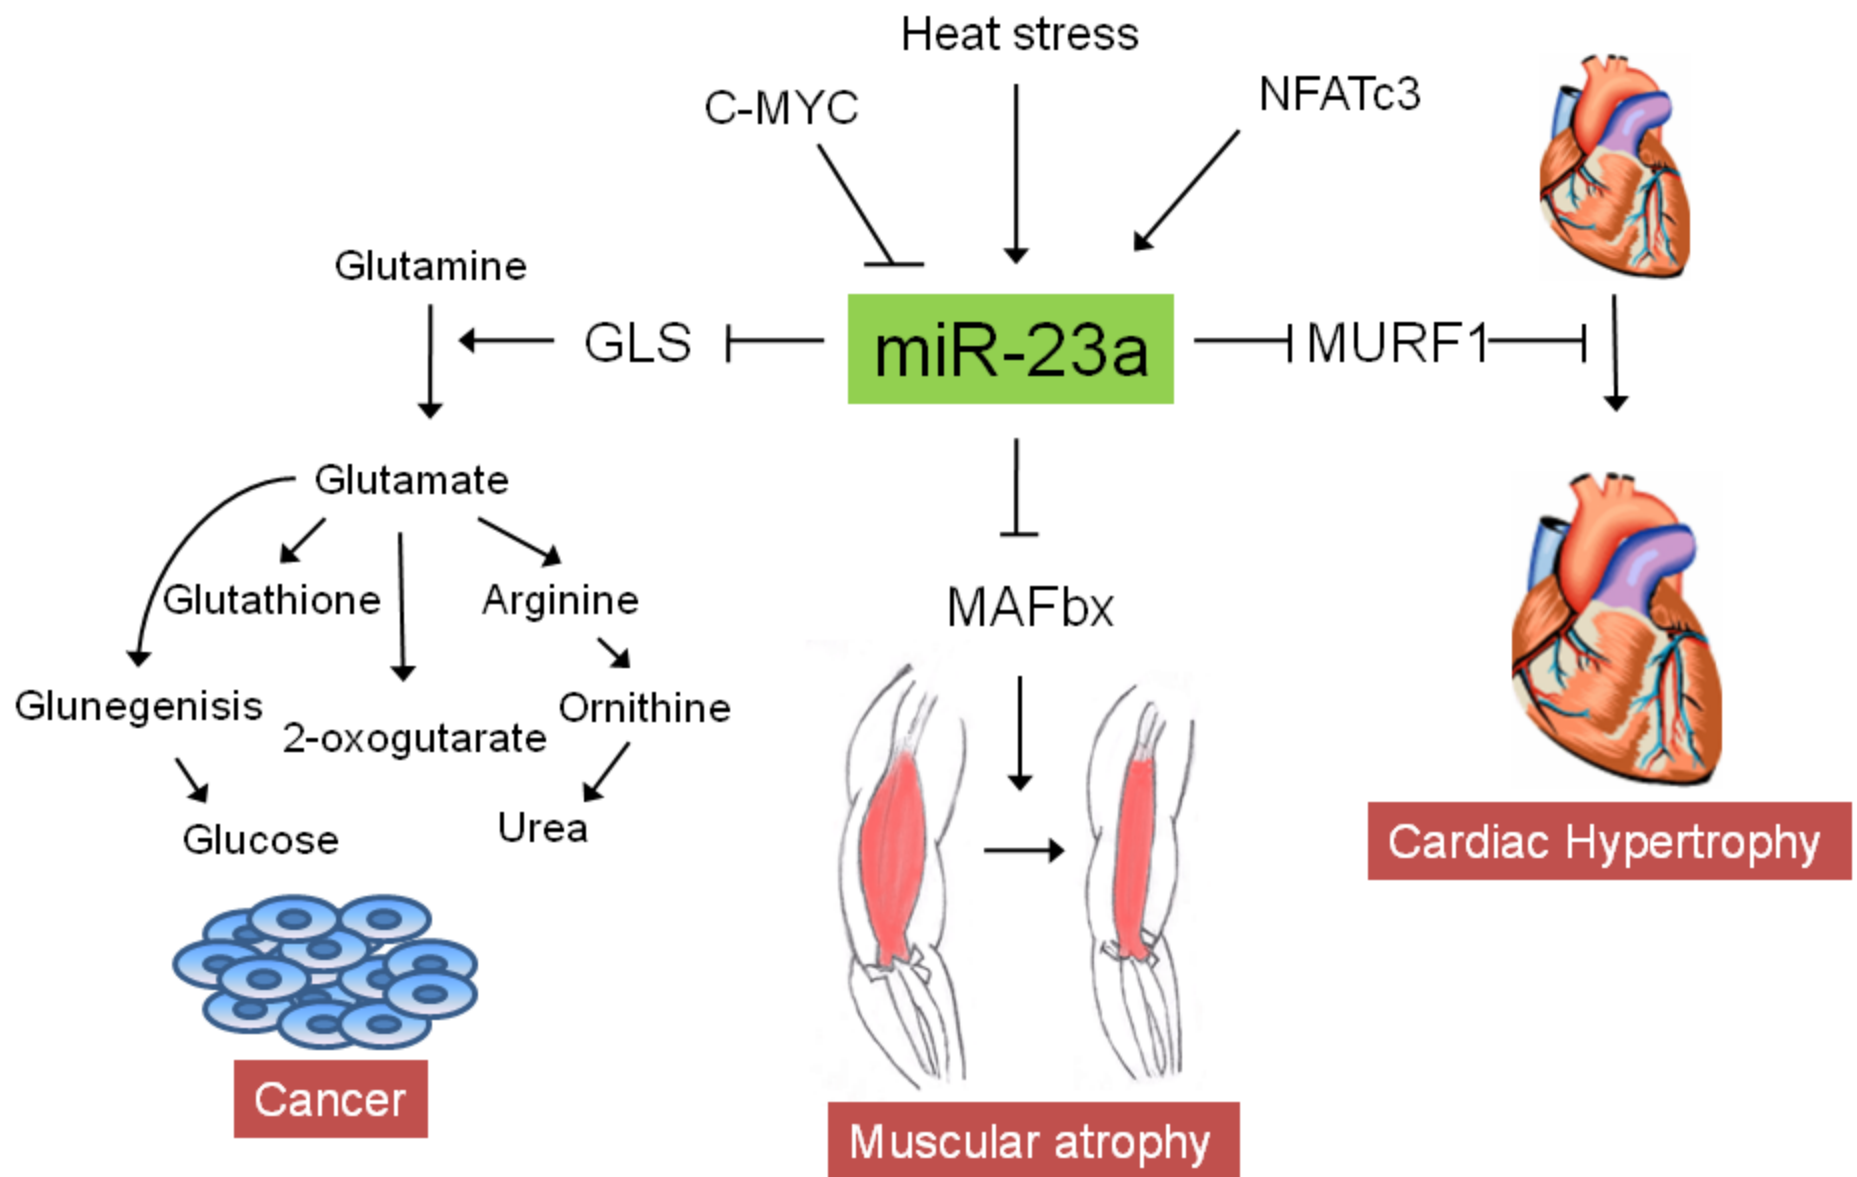 Heat stress
C-MYC
NFATc3
Glutamine
GLS
miR-23a
MURF1
Glutamate
Glutathione
Arginine
MAFbx
Glunegenisis
2-oxogutarate
Ornithine
Glucose
Urea
Cardiac Hypertrophy
Cancer
Muscular atrophy